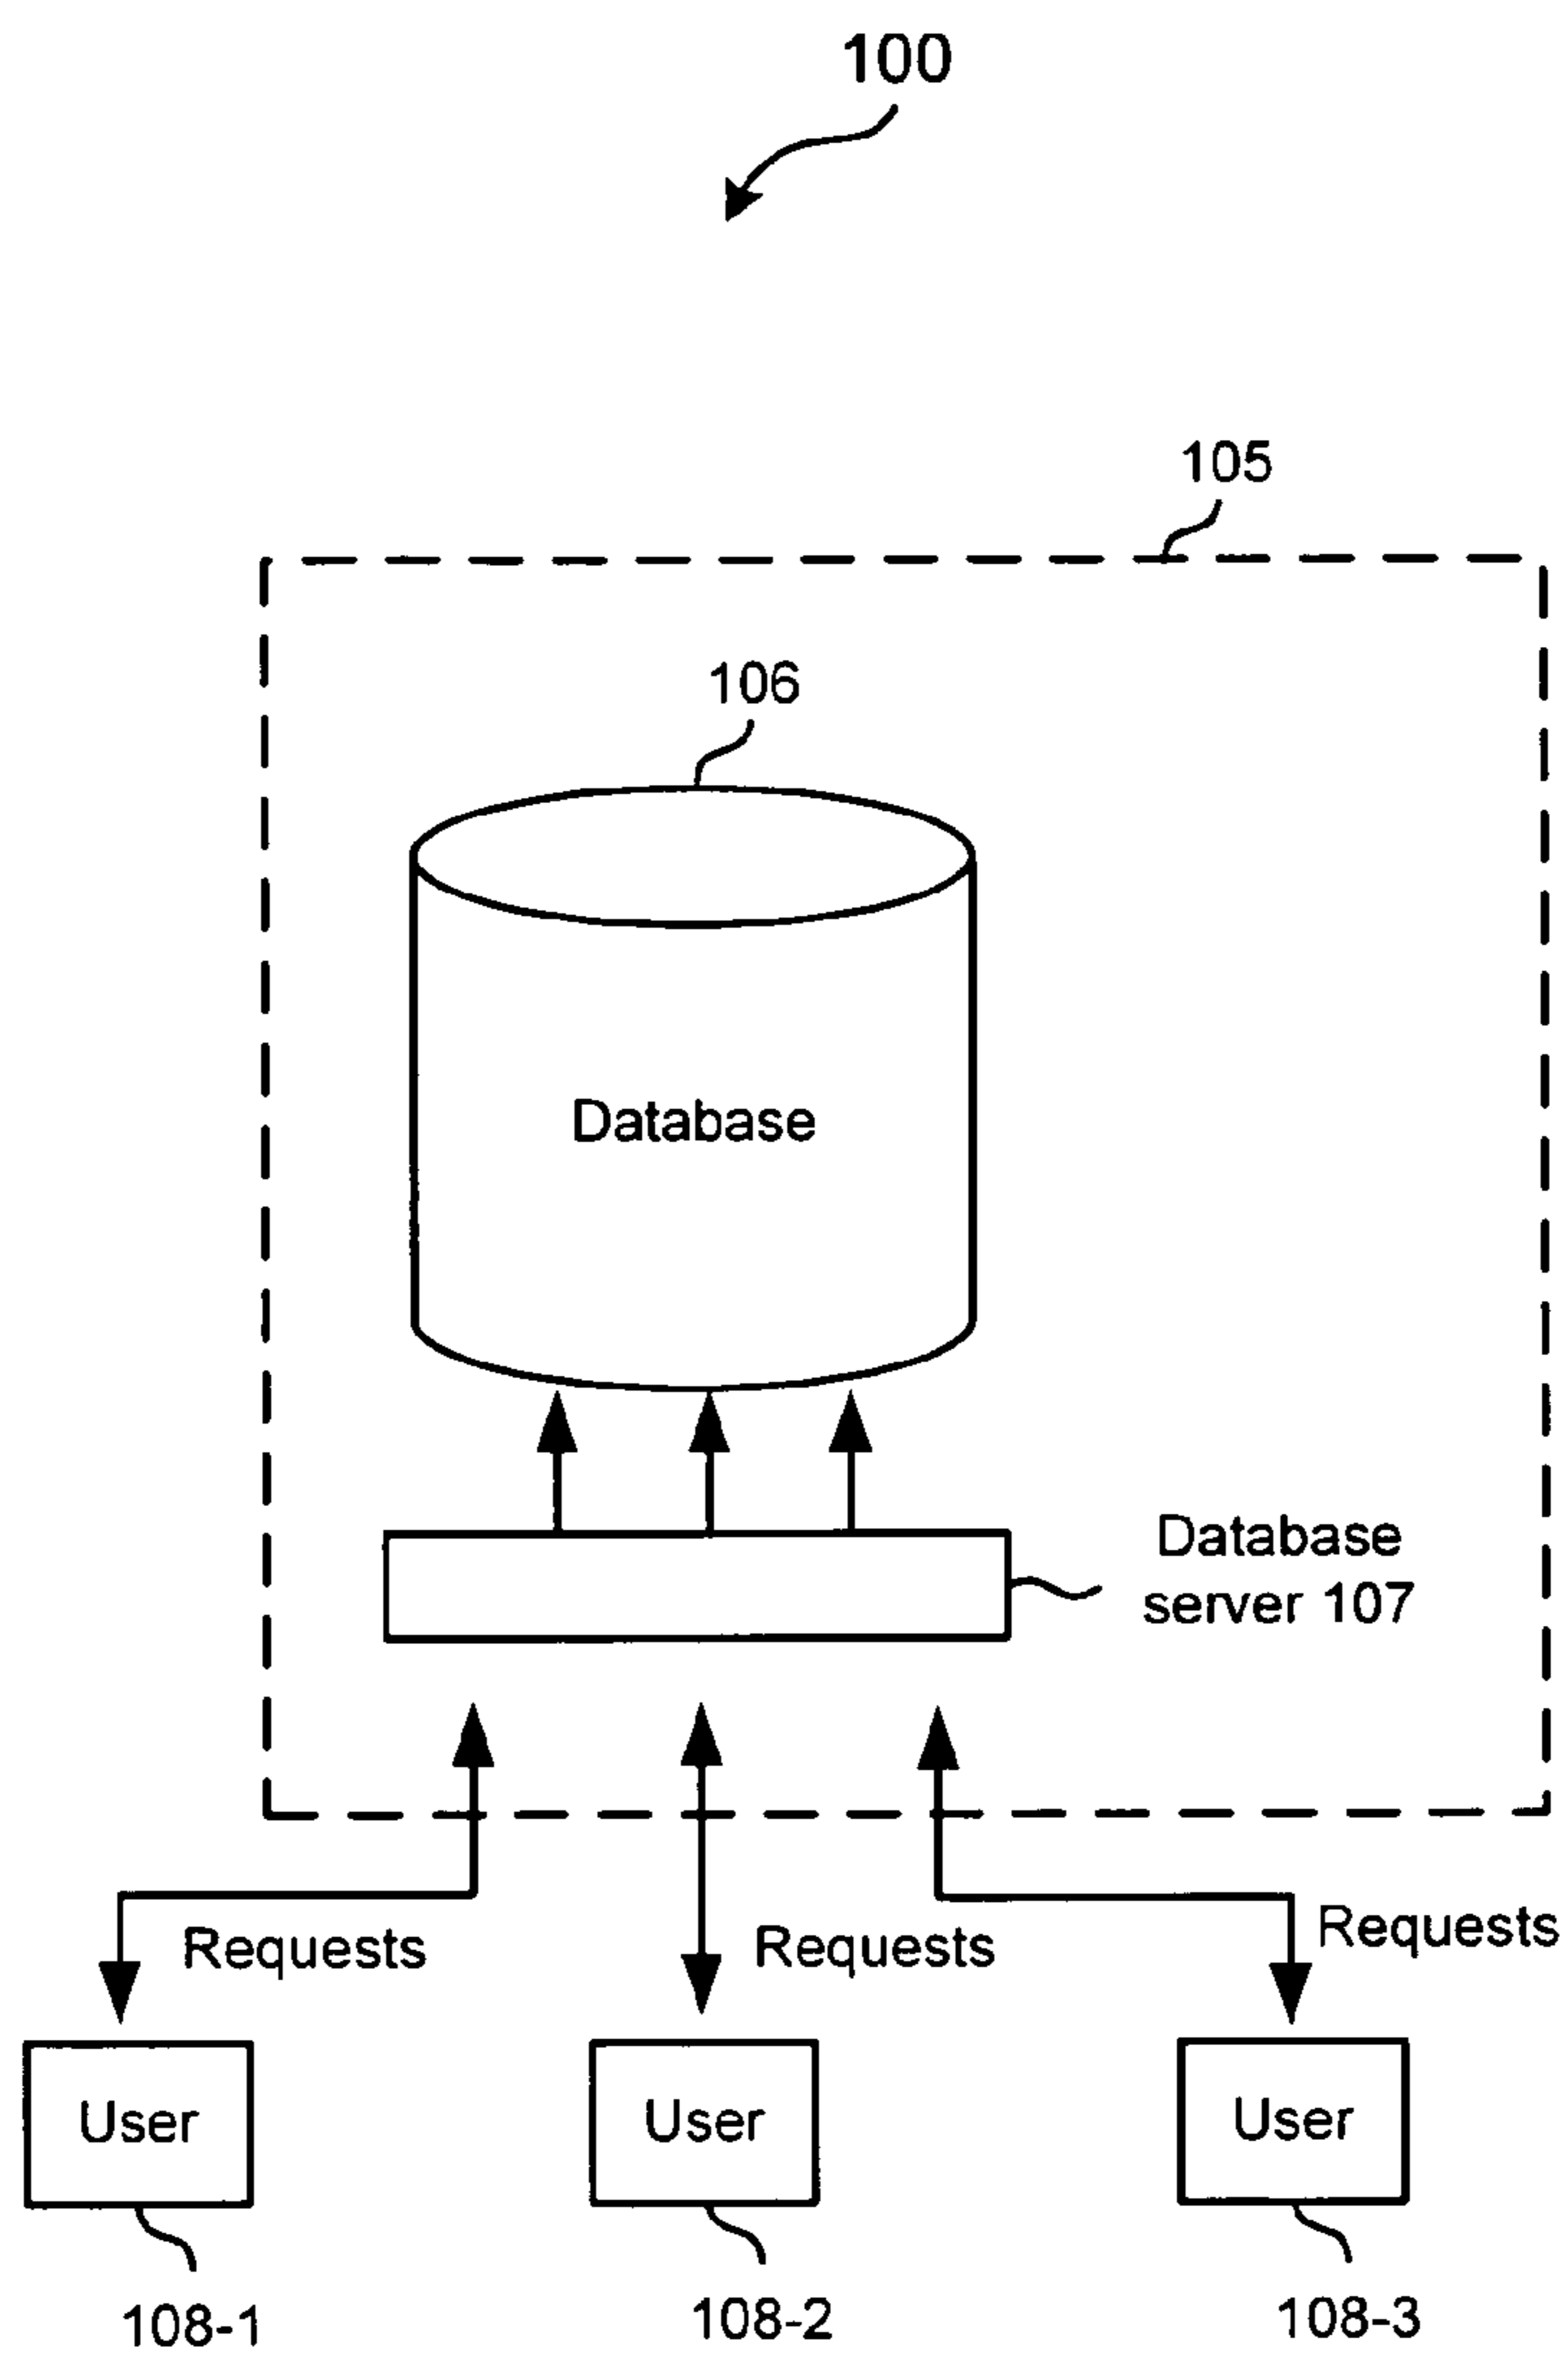 100
105
106
Database
Database
server 107
Requests
Requests
Requests
User
User
User
108-1
108-2
108-3